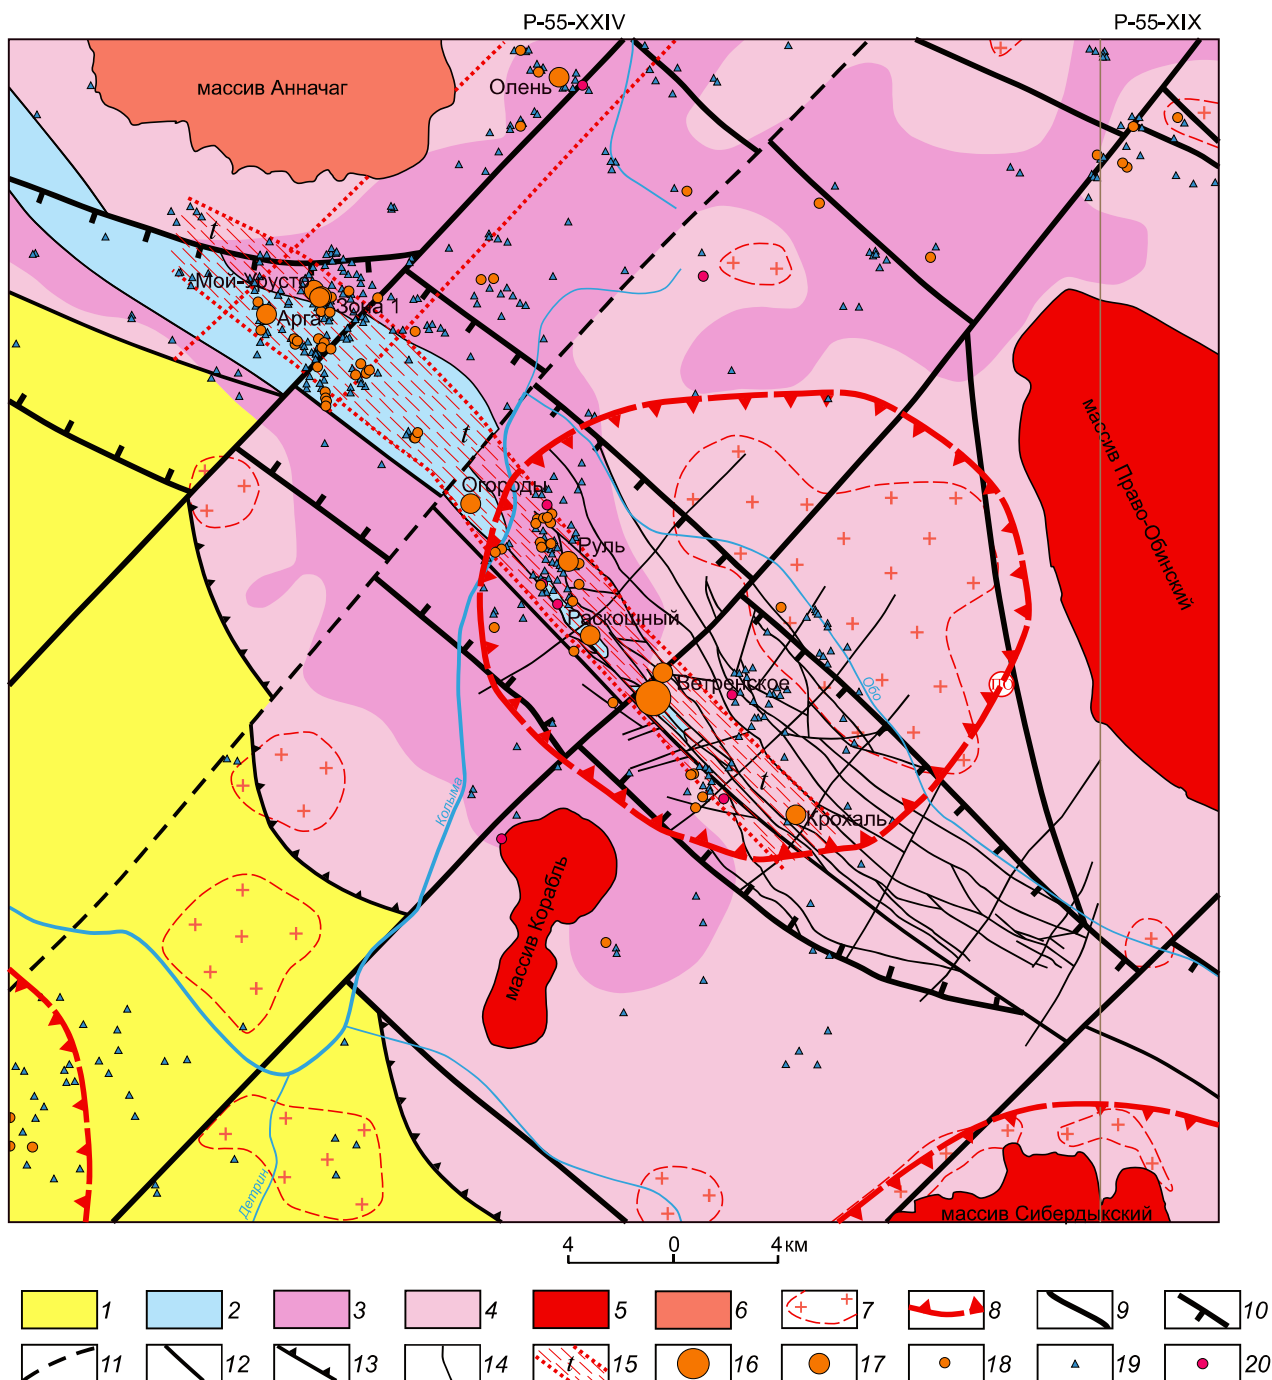 P-55-XXIV
P-55-XIX
массив Анначаг
Олень
t
Мой-Урусте
Зона 1
Арга
массив Право-Обинский
t
Огороды
Руль
Раскошный
Ветренское
ПО
Обо
t
Колыма
Крохаль
массив Корабль
Детрин
массив Сибердыкский
4 0 4 км
1 2 3 4 5 6 7 8 9 10
11 12 13 14 t 15 16 17 18 19 20